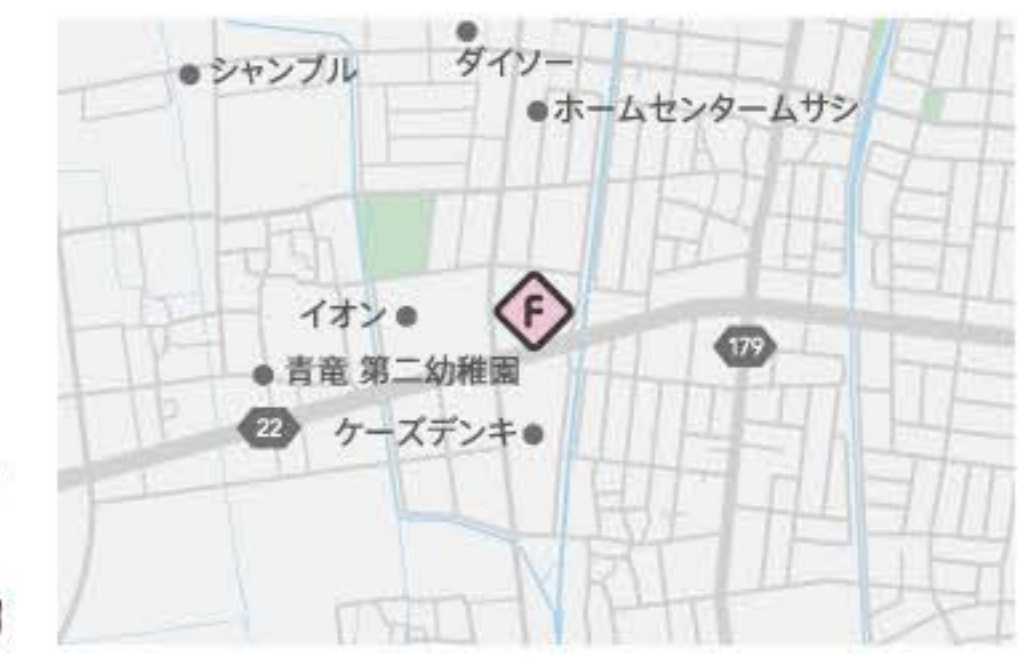 ダイソー
シャンブル
ホームセンタームサシ
イオン
F
179
青竜 第二幼稚園
22
ケーズデンキ